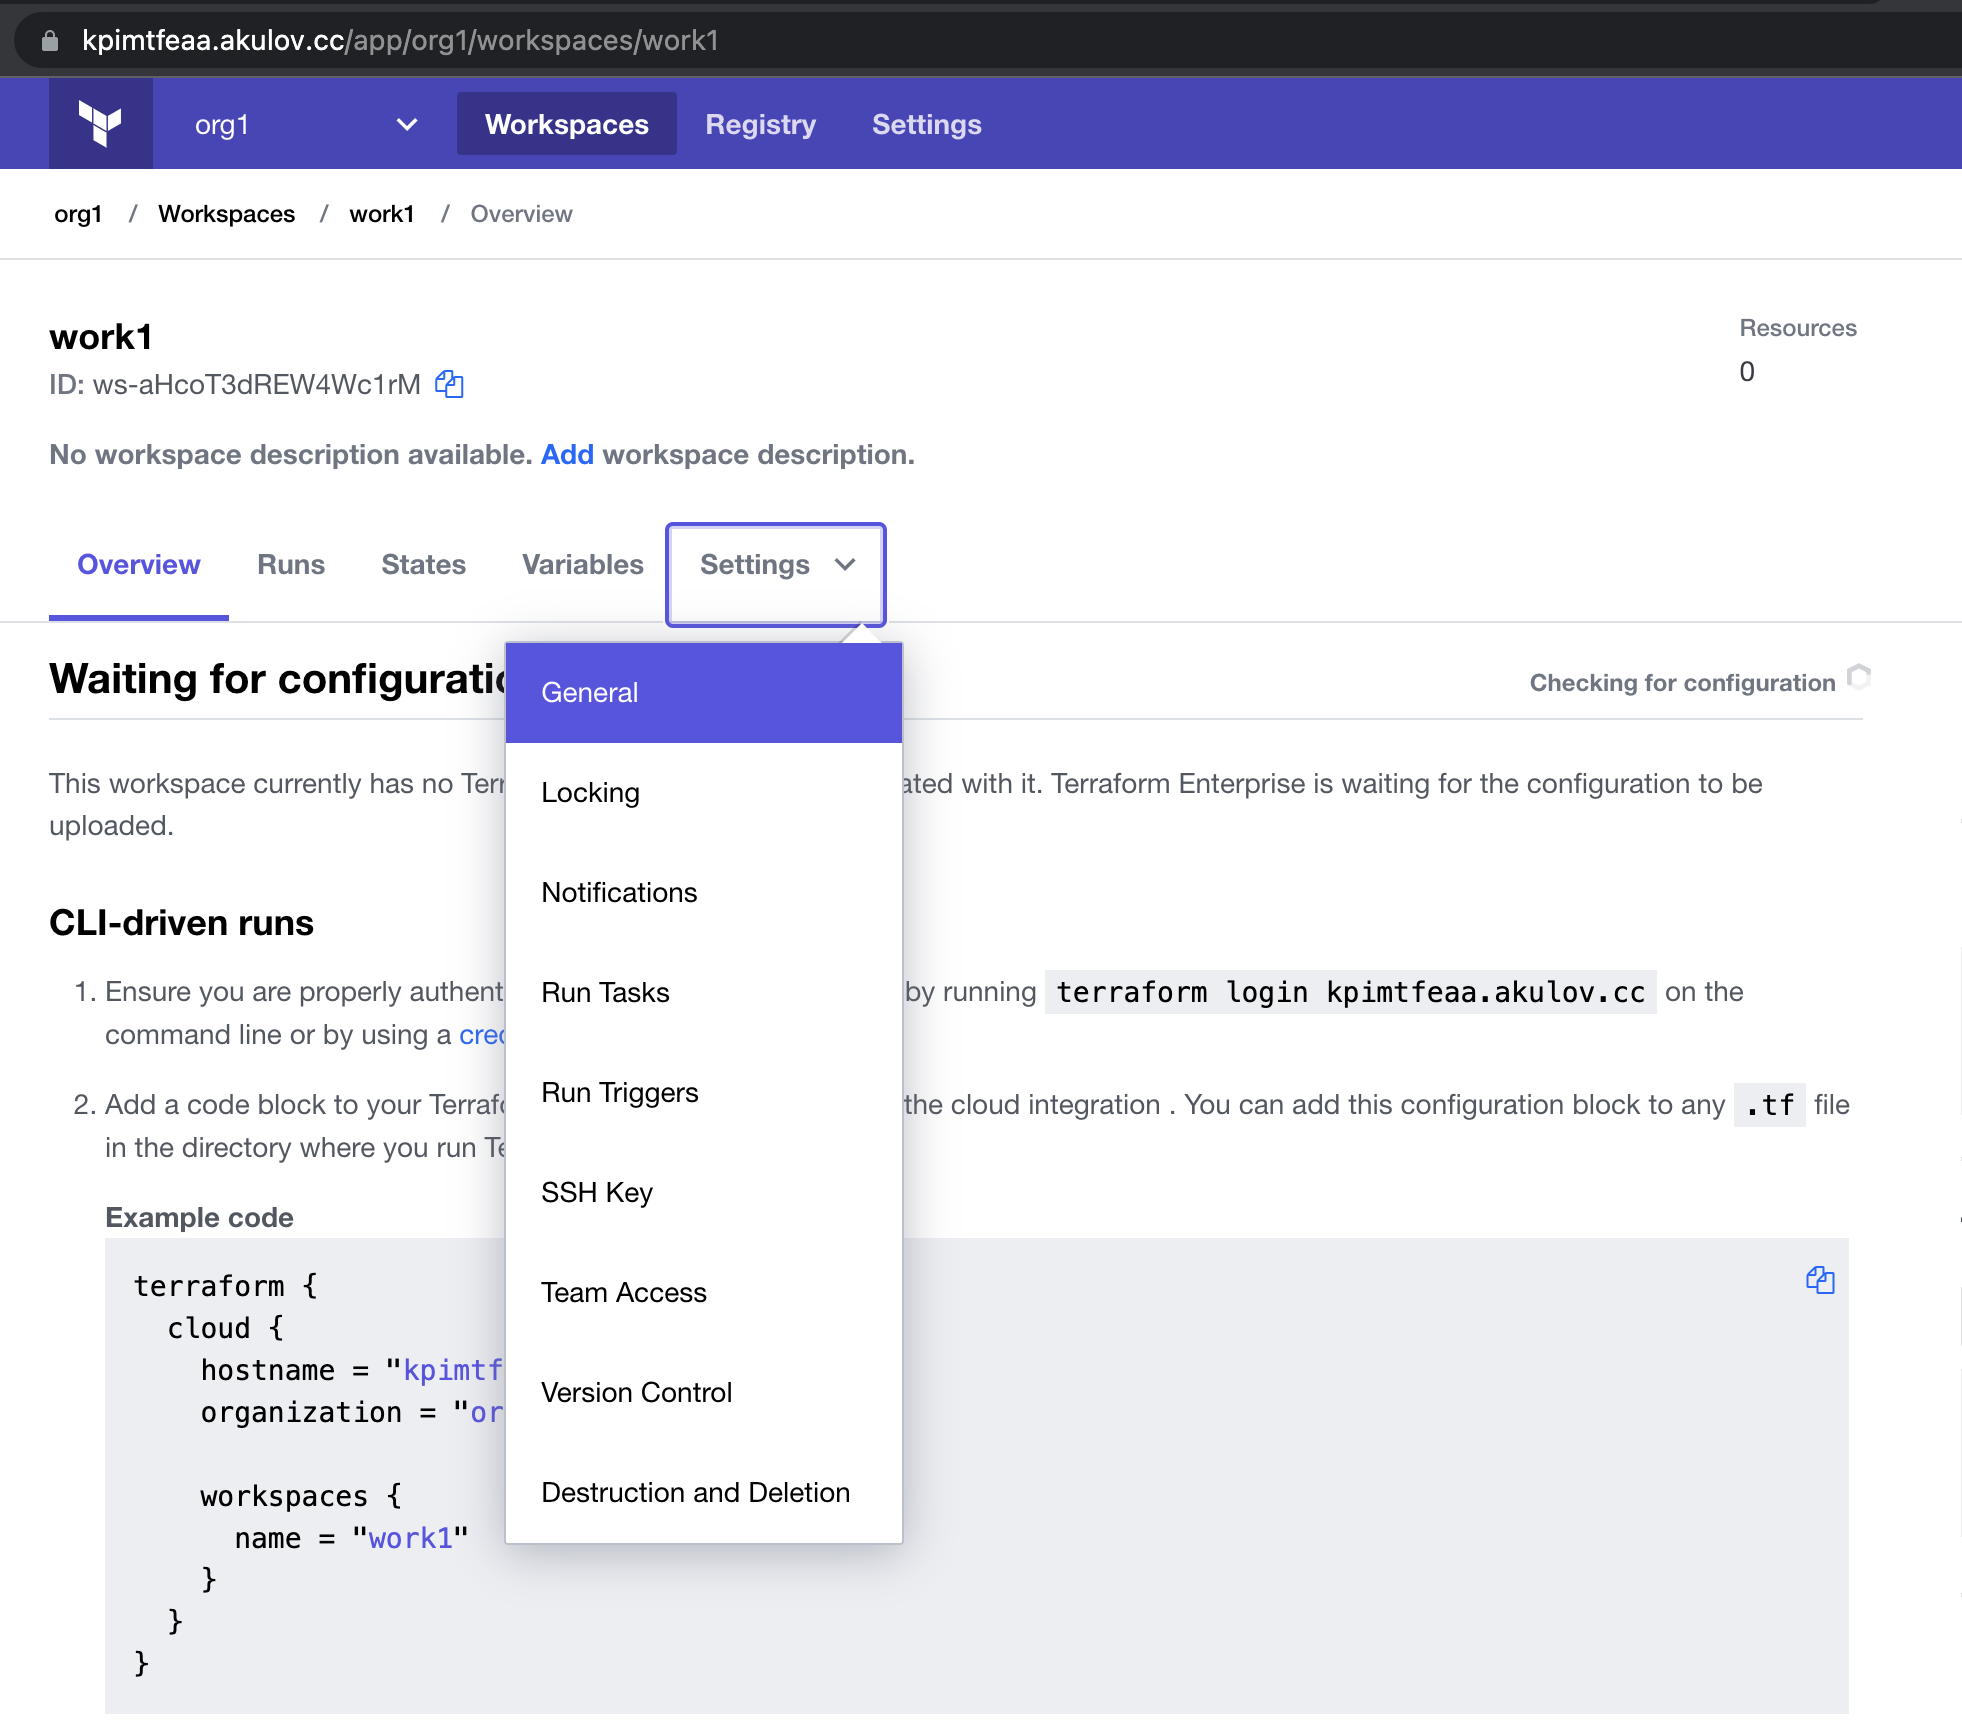 kpimtfeaa.akulov.cc/app/org1/workspaces/work1
org1 Workspaces Registry Settings
org1 / Workspaces / work1 / Overview
work1
Resources
ID: ws-aHcoT3dREW4Wc1rM
0
No workspace description available. Add workspace description.
Overview Runs States Variables Settings
Waiting for configuratio
Checking for configuration
General
Locking
Notifications
Run Tasks
Run Triggers
SSH Key
Team Access
Version Control
Destruction and Deletion
This workspace currently has no Terr ated with it. Terraform Enterprise is waiting for the configuration to be
uploaded.
CLI-driven runs
1. Ensure you are properly authent by running terraform login kpimtfeaa.akulov.cc on the
command line or by using a cred
2. Add a code block to your Terrafo the cloud integration . You can add this configuration block to any .tf file
in the directory where you run Te
Example code
terraform {
cloud {
hostname = "kpimtf
organization = "or
workspaces {
name = "work1"
}
}
}